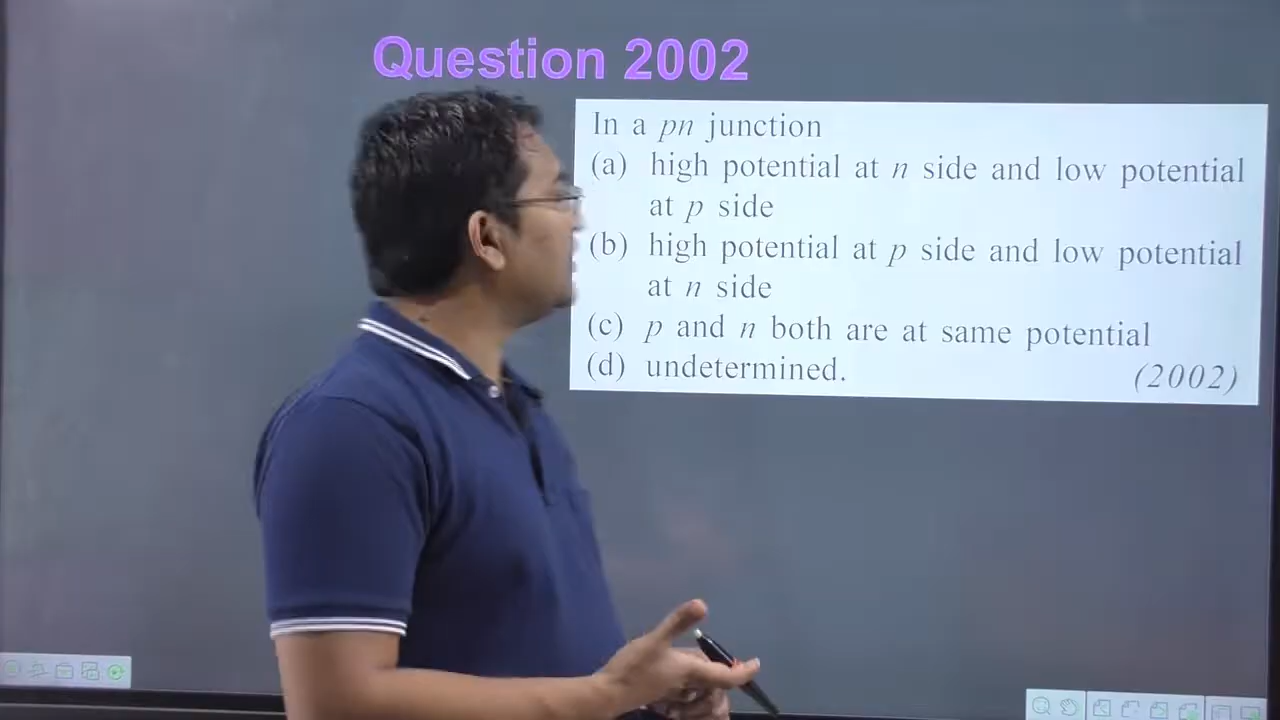 Question 2002
In a pn junction
(a) high potential at n side and low potential
at p side
(b) high potential at p side and low potential
at n side
(c) p and n both are at same potential
(d) undetermined.
(2002)